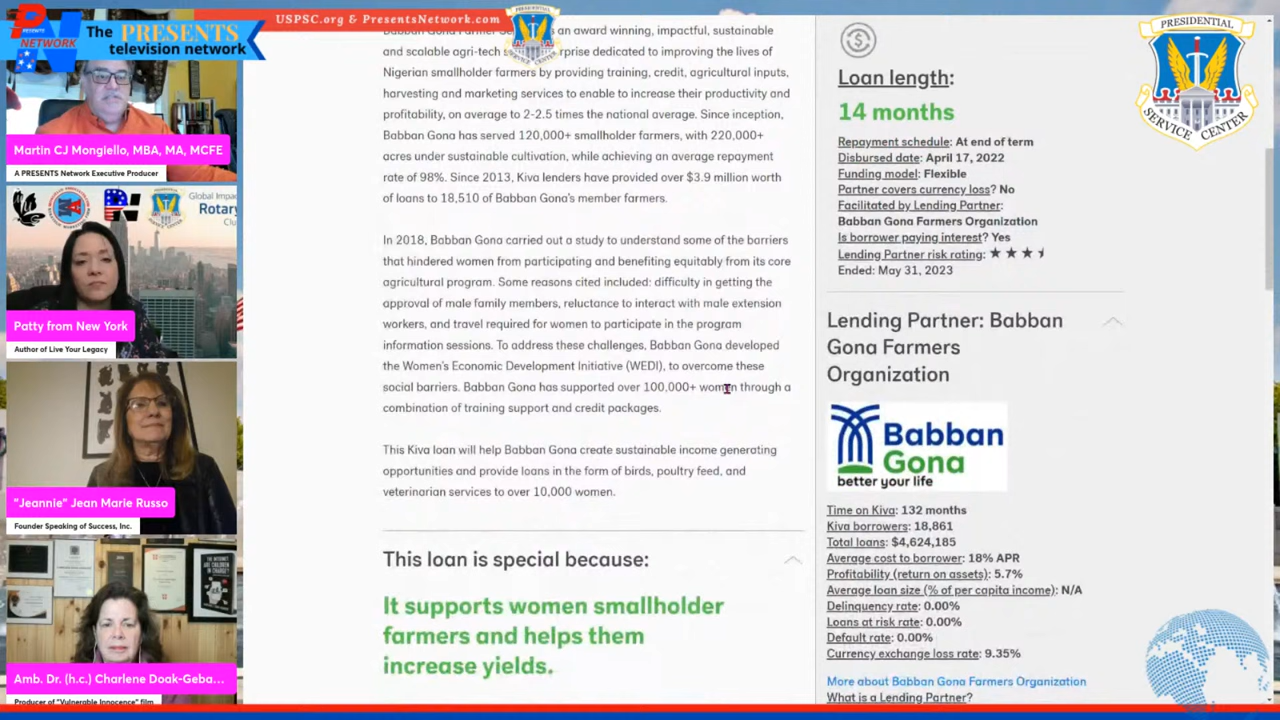 PRESENTS
NETWORK
The PRESENTS
television network
USPSC.org & PresentsNetwork.com
PRESIDENTIAL
SERVICE CENTER
Martin CJ Mongiello, MBA, MA, MCFE
A PRESENTS Network Executive Producer
Global Impact
Rotary
Patty from New York
Author of Live Your Legacy
"Jeannie" Jean Marie Russo
Founder Speaking of Success, Inc.
Amb. Dr. (h.c.) Charlene Doak-Geba...
Producer of "Vulnerable Innocence" film
Babban Gona Farmer an award winning, impactful, sustainable
and scalable agri-tech dedicated to improving the lives of
Nigerian smallholder farmers by providing training, credit, agricultural inputs,
harvesting and marketing services to enable to increase their productivity and
profitability, on average to 2-2.5 times the national average. Since inception,
Babban Gona has served 120,000+ smallholder farmers, with 220,000+
acres under sustainable cultivation, while achieving an average repayment
rate of 98%. Since 2013, Kiva lenders have provided over $3.9 million worth
of loans to 18,510 of Babban Gona's member farmers.
In 2018, Babban Gona carried out a study to understand some of the barriers
that hindered women from participating and benefiting equitably from its core
agricultural program. Some reasons cited included: difficulty in getting the
approval of male family members, reluctance to interact with male extension
workers, and travel required for women to participate in the program
information sessions. To address these challenges, Babban Gona developed
the Women's Economic Development Initiative (WEDI), to overcome these
social barriers. Babban Gona has supported over 100,000+ women through a
combination of training support and credit packages.
This Kiva loan will help Babban Gona create sustainable income generating
opportunities and provide loans in the form of birds, poultry feed, and
veterinarian services to over 10,000 women.
This loan is special because:
It supports women smallholder
farmers and helps them
increase yields.
Loan length:
14 months
Repayment schedule: At end of term
Disbursed date: April 17, 2022
Funding model: Flexible
Partner covers currency loss? No
Facilitated by Lending Partner:
Babban Gona Farmers Organization
Is borrower paying interest? Yes
Lending Partner risk rating:
Ended: May 31, 2023
Lending Partner: Babban
Gona Farmers
Organization
Babban
Gona
better your life
Time on Kiva: 132 months
Kiva borrowers: 18,861
Total loans: $4,624,185
Average cost to borrower: 18% APR
Profitability (return on assets): 5.7%
Average loan size (% of per capita income): N/A
Delinquency rate: 0.00%
Loans at risk rate: 0.00%
Default rate: 0.00%
Currency exchange loss rate: 9.35%
More about Babban Gona Farmers Organization
What is a Lending Partner?